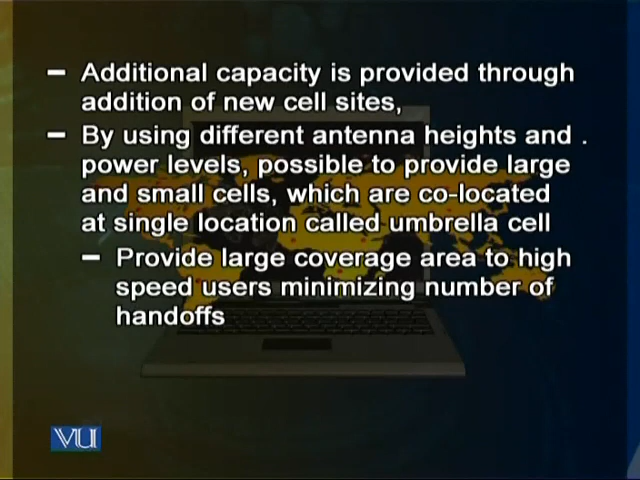 – Additional capacity is provided through
addition of new cell sites,
– By using different antenna heights and .
power levels, possible to provide large
and small cells, which are co-located
at single location called umbrella cell
– Provide large coverage area to high
speed users minimizing number of
handoffs
VU